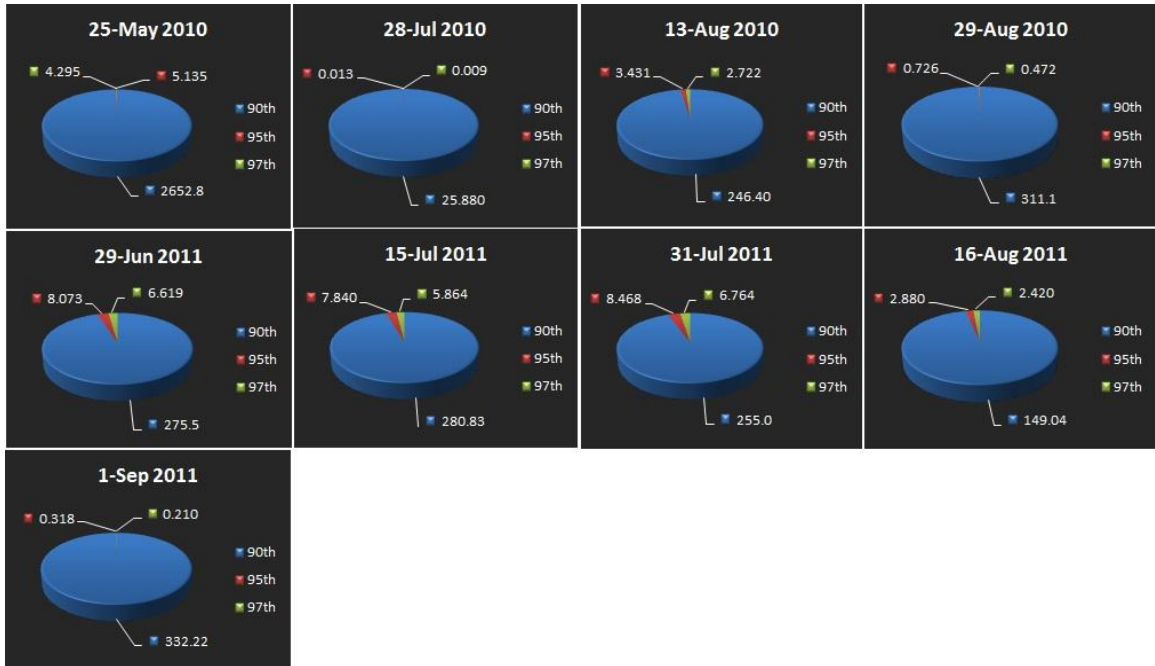 25-May 2010
4.295
5.135
90th
95th
97th
2652.8
28-Jul 2010
0.013
0.009
90th
95th
97th
25.880
13-Aug 2010
3.431
2.722
90th
95th
97th
246.40
29-Aug 2010
0.726
0.472
90th
95th
97th
311.1
29-Jun 2011
8.073
6.619
90th
95th
97th
275.5
15-Jul 2011
7.840
5.864
90th
95th
97th
280.83
31-Jul 2011
8.468
6.764
90th
95th
97th
255.0
16-Aug 2011
2.880
2.420
90th
95th
97th
149.04
1-Sep 2011
0.318
0.210
90th
95th
97th
332.22